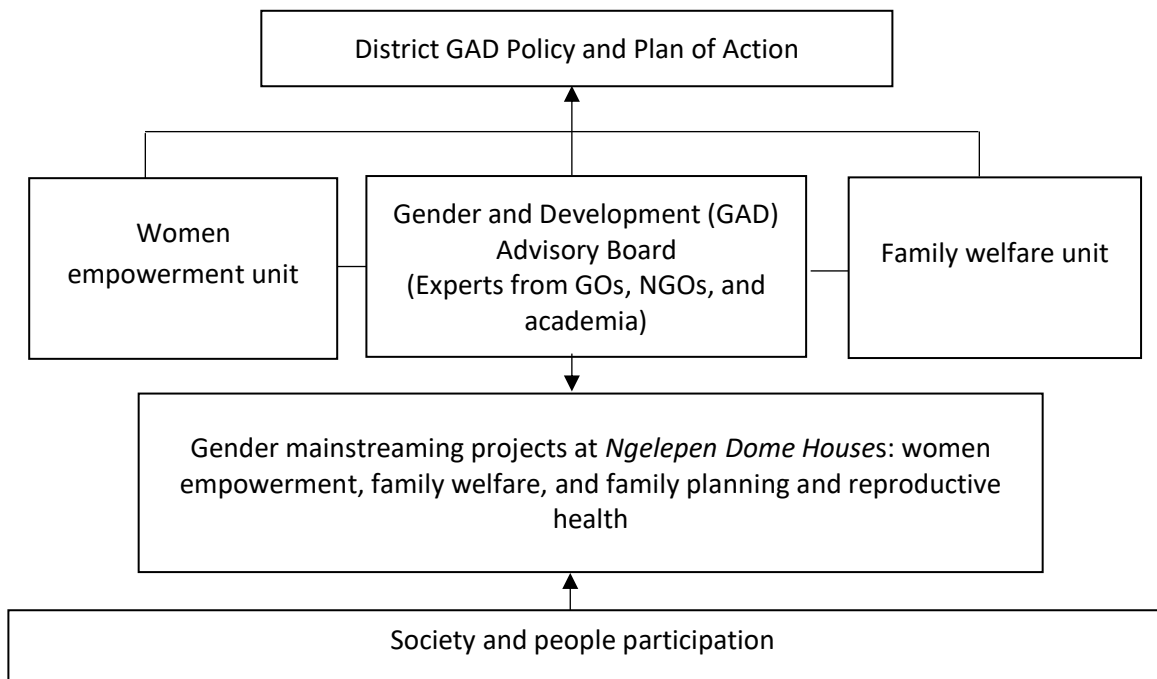 District GAD Policy and Plan of Action
Women
empowerment unit
Gender and Development (GAD)
Advisory Board
(Experts from GOs, NGOs, and
academia)
Family welfare unit
Gender mainstreaming projects at Ngelepen Dome Houses: women
empowerment, family welfare, and family planning and reproductive
health
Society and people participation